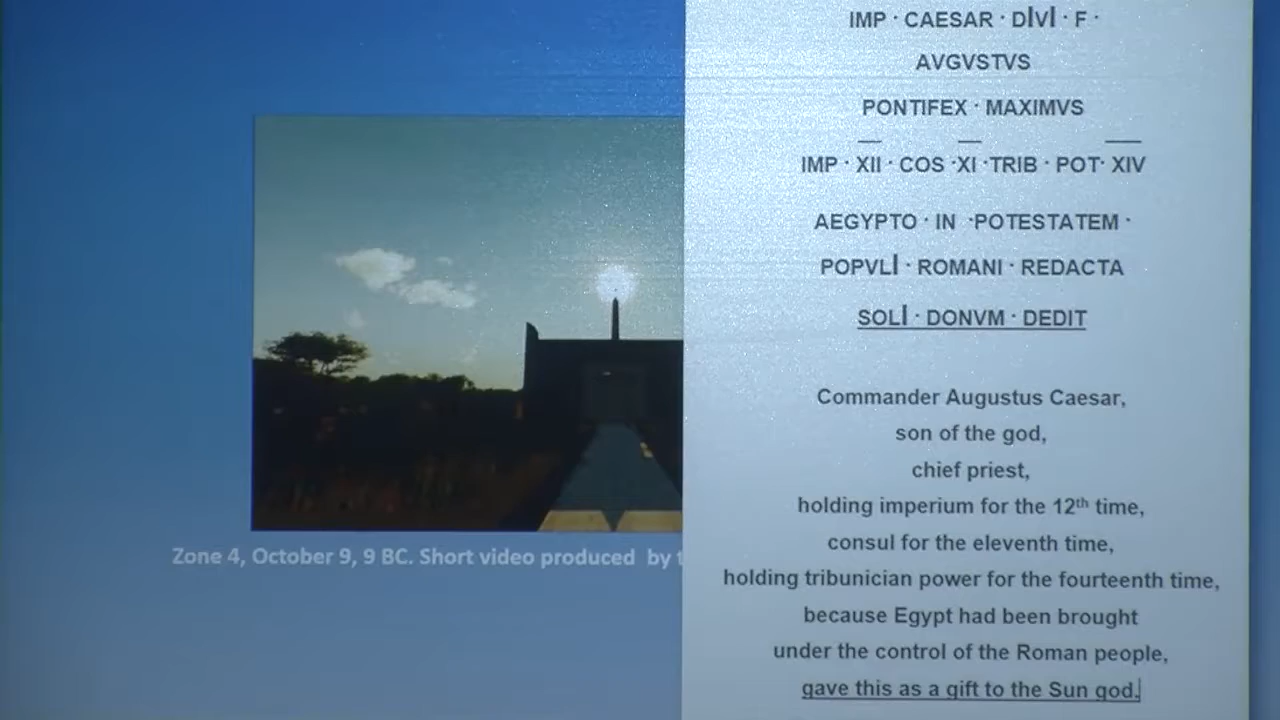 IMP · CAESAR · DIVI · F ·
AVGVSTVS
PONTIFEX · MAXIMVS
IMP · XII · COS ·XI ·TRIB · POT· XIV
AEGYPTO · IN ·POTESTATEM ·
POPVLI · ROMANI · REDACTA
SOLI · DONVM · DEDIT
Commander Augustus Caesar,
son of the god,
chief priest,
holding imperium for the 12th time,
consul for the eleventh time,
holding tribunician power for the fourteenth time,
because Egypt had been brought
under the control of the Roman people,
gave this as a gift to the Sun god.
Zone 4, October 9, 9 BC. Short video produced by